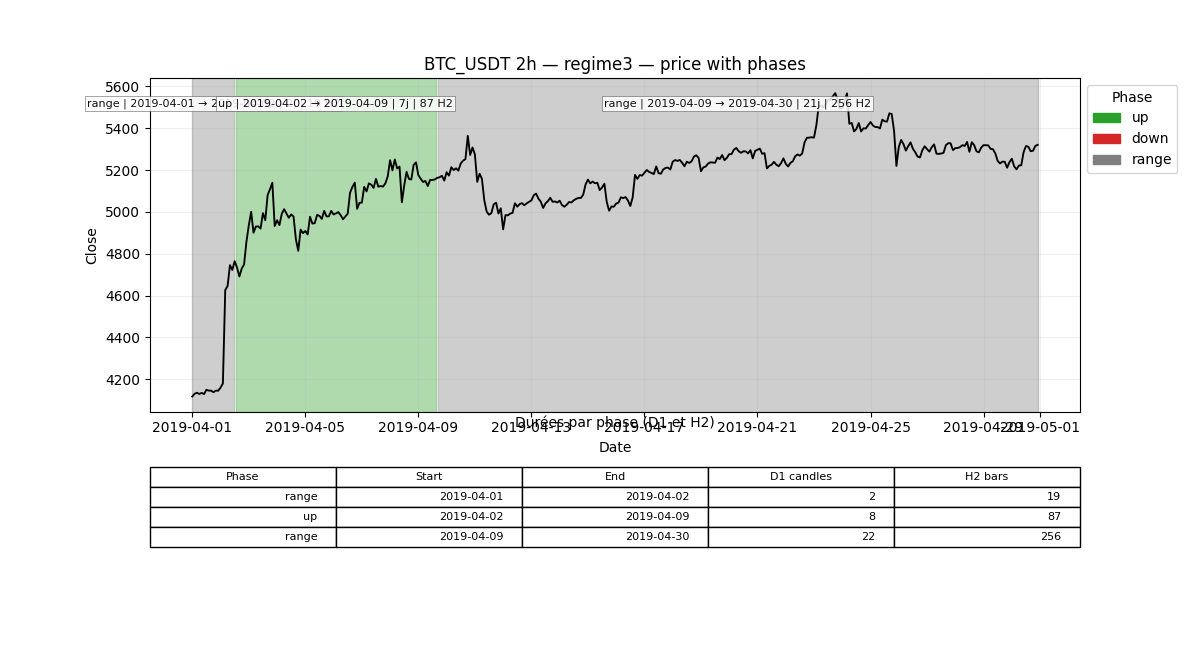 BTC_USDT 2h — regime3 — price with phases
5600
5400
5200
5000
4800
4600
4400
4200
Close
range | 2019-04-01 → 2
up | 2019-04-02 → 2019-04-09 | 7j | 87 H2
range | 2019-04-09 → 2019-04-30 | 21j | 256 H2
Phase
up
down
range
Durées par phase (D1 et H2)
2019-04-01 2019-04-05 2019-04-09 2019-04-13 2019-04-17 2019-04-21 2019-04-25 2019-04-29 2019-05-01
Date
Phase Start End D1 candles H2 bars
range 2019-04-01 2019-04-02 2 19
up 2019-04-02 2019-04-09 8 87
range 2019-04-09 2019-04-30 22 256